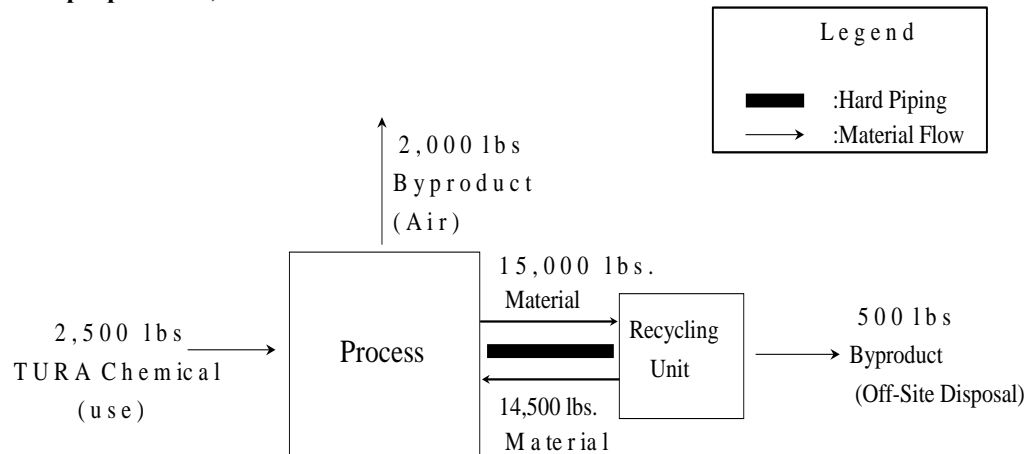 Legend
:Hard Piping
:Material Flow
2,000 lbs
Byproduct
(Air)
15,000 lbs.
Material
2,500 lbs
TURA Chemical
(use)
Process
Recycling
Unit
14,500 lbs.
Material
500 lbs
Byproduct
(Off-Site Disposal)